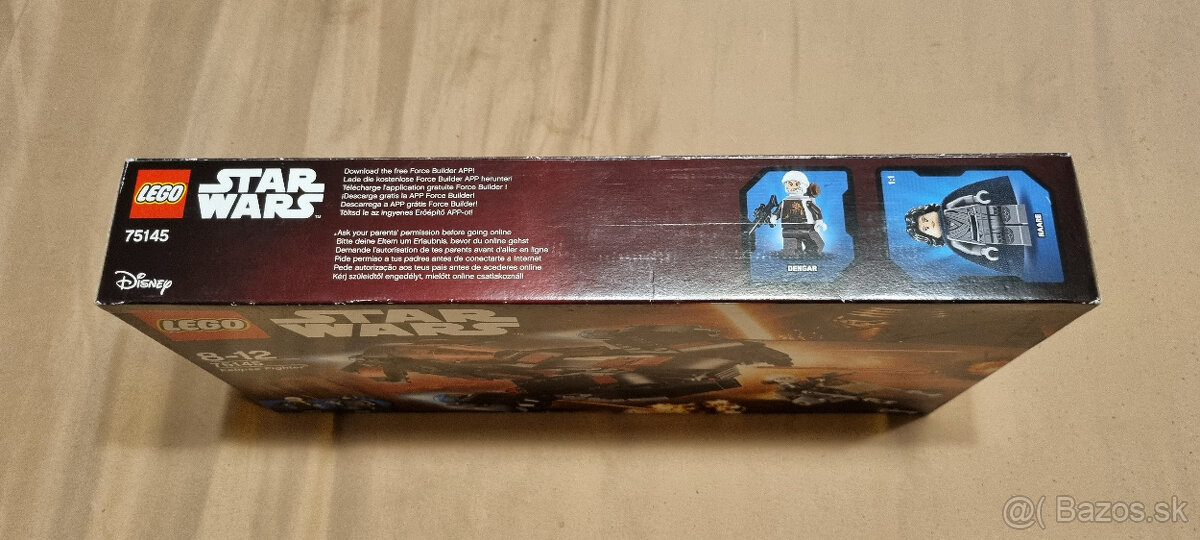 LEGO
STAR
WARS™
75145
Disney
Download the free Force Builder APP!
Lade die kostenlose Force Builder APP herunter!
Télécharge l'application gratuite Force Builder !
¡Descarga gratis la APP Force Builder!
Descarrega a APP grátis Force Builder!
Töltsd le az ingyenes Erőépítő APP-ot!
Ask your parents' permission before going online
Bitte deine Eltern um Erlaubnis, bevor du online gehst
Demande l'autorisation de tes parents avant d'aller en ligne
Pide permiso a tus padres antes de conectarte a Internet
Pede autorização aos teus pais antes de acederes online
Kérj szüleidtől engedélyt, mielőtt online csatlakoznál!
DENGAR
1:1
NAARE
LEGO
STAR
WARS
8-12
75145
Eclipse Fighter
@( Bazos.sk